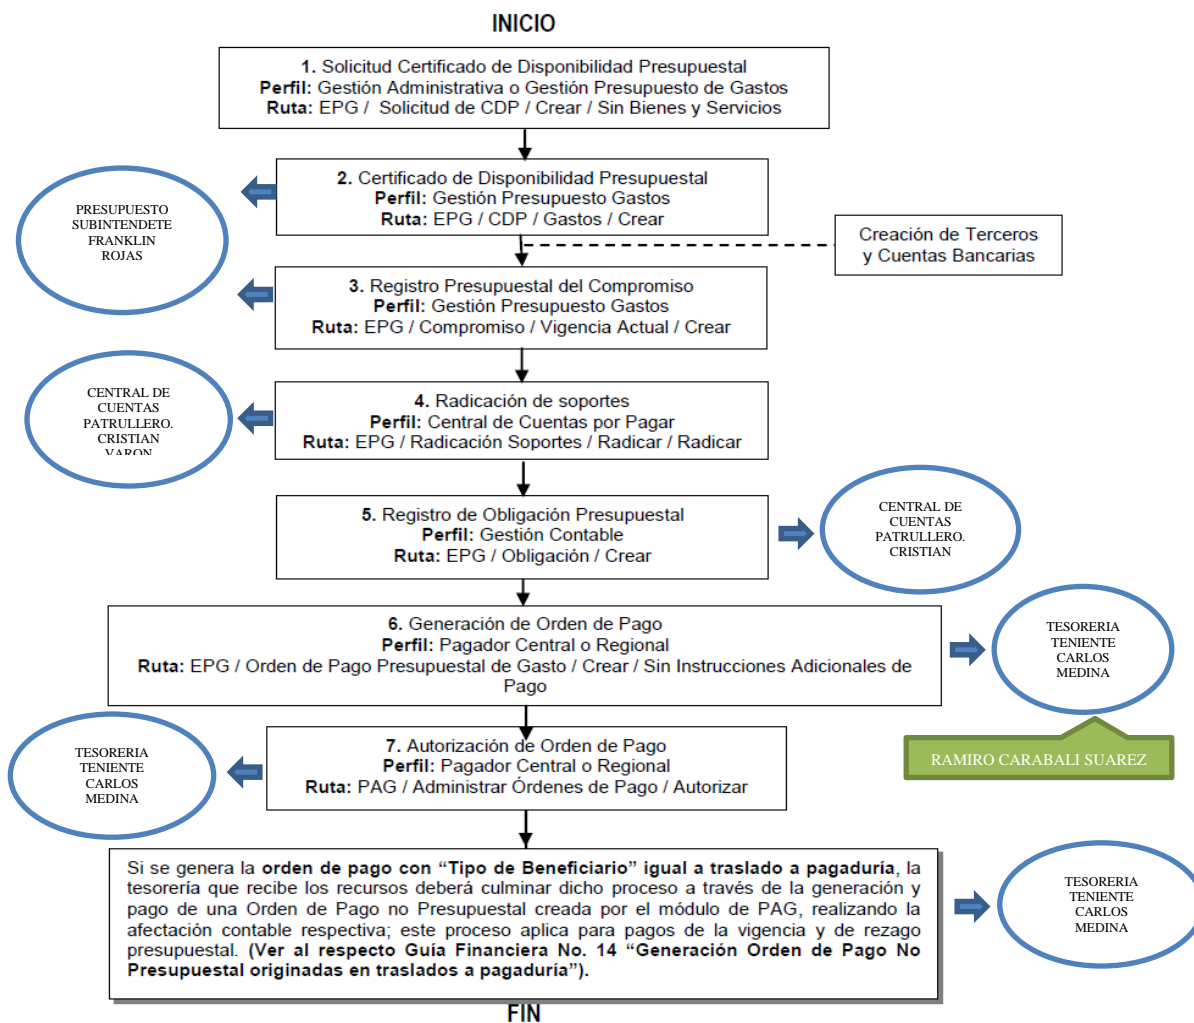 INICIO
1. Solicitud Certificado de Disponibilidad Presupuestal
Perfil: Gestión Administrativa o Gestión Presupuesto de Gastos
Ruta: EPG / Solicitud de CDP / Crear / Sin Bienes y Servicios
2. Certificado de Disponibilidad Presupuestal
Perfil: Gestión Presupuesto Gastos
Ruta: EPG / CDP / Gastos / Crear
PRESUPUESTO
SUBINTENDETE
FRANKLIN
ROJAS
Creación de Terceros
y Cuentas Bancarias
3. Registro Presupuestal del Compromiso
Perfil: Gestión Presupuesto Gastos
Ruta: EPG / Compromiso / Vigencia Actual / Crear
4. Radicación de soportes
Perfil: Central de Cuentas por Pagar
Ruta: EPG / Radicación Soportes / Radicar / Radicar
CENTRAL DE
CUENTAS
PATRULLERO.
CRISTIAN
VARON
5. Registro de Obligación Presupuestal
Perfil: Gestión Contable
Ruta: EPG / Obligación / Crear
CENTRAL DE
CUENTAS
PATRULLERO.
CRISTIAN
6. Generación de Orden de Pago
Perfil: Pagador Central o Regional
Ruta: EPG / Orden de Pago Presupuestal de Gasto / Crear / Sin Instrucciones Adicionales de
Pago
TESORERIA
TENIENTE
CARLOS
MEDINA
RAMIRO CARABALI SUAREZ
7. Autorización de Orden de Pago
Perfil: Pagador Central o Regional
Ruta: PAG / Administrar Órdenes de Pago / Autorizar
TESORERIA
TENIENTE
CARLOS
MEDINA
Si se genera la orden de pago con “Tipo de Beneficiario” igual a traslado a pagaduría, la
tesorería que recibe los recursos deberá culminar dicho proceso a través de la generación y
pago de una Orden de Pago no Presupuestal creada por el módulo de PAG, realizando la
afectación contable respectiva; este proceso aplica para pagos de la vigencia y de rezago
presupuestal. (Ver al respecto Guía Financiera No. 14 “Generación Orden de Pago No
Presupuestal originadas en traslados a pagaduría”).
TESORERIA
TENIENTE
CARLOS
MEDINA
FIN